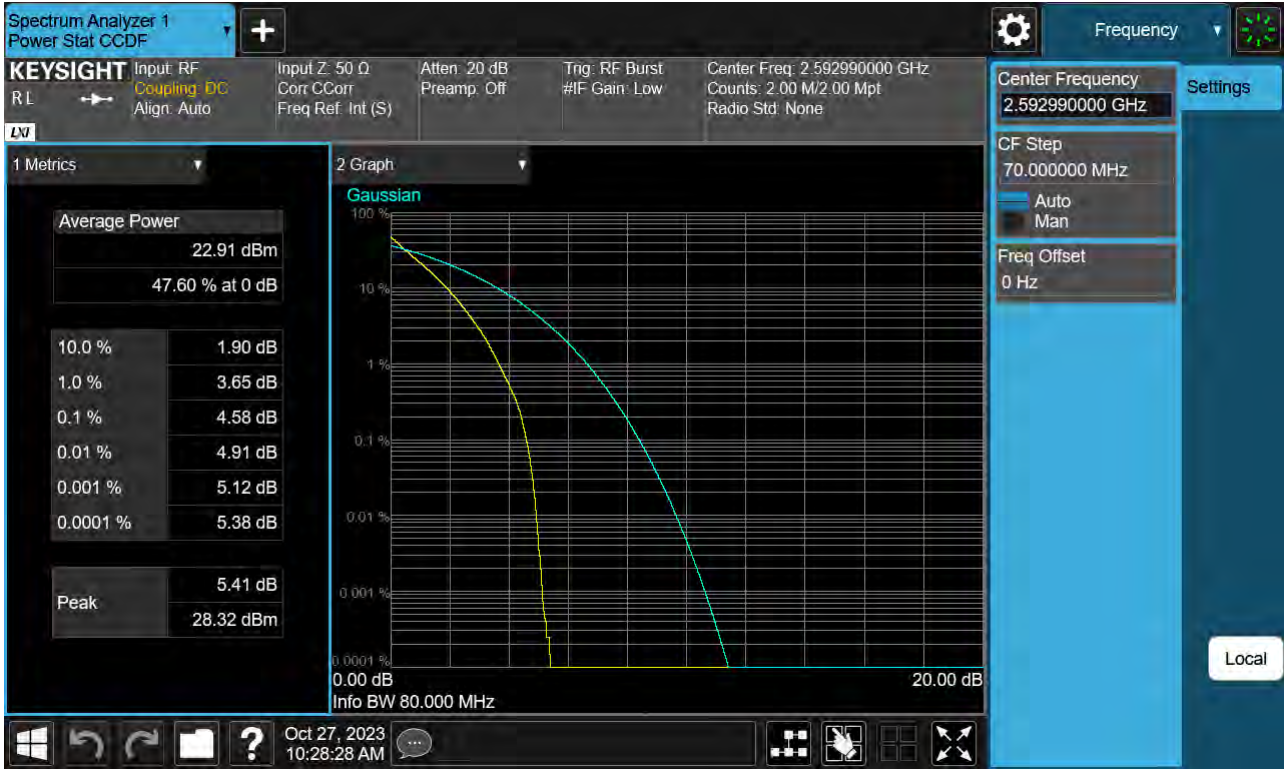 Spectrum Analyzer 1
Power Stat CCDF
Frequency
KEYSIGHT
R L
LXI
Input: RF
Coupling: DC
Align: Auto
Input Z: 50 Ω
Corr CCorr
Freq Ref: Int (S)
Atten: 20 dB
Preamp: Off
Trig: RF Burst
#IF Gain: Low
Center Freq: 2.592990000 GHz
Counts: 2.00 M/2.00 Mpt
Radio Std: None
Center Frequency
2.592990000 GHz
Settings
CF Step
70.000000 MHz
Auto
Man
Freq Offset
0 Hz
1 Metrics
Average Power
22.91 dBm
47.60 % at 0 dB
10.0 % 1.90 dB
1.0 % 3.65 dB
0.1 % 4.58 dB
0.01 % 4.91 dB
0.001 % 5.12 dB
0.0001 % 5.38 dB
Peak
5.41 dB
28.32 dBm
2 Graph
Gaussian
100 %
10 %
1 %
0.1 %
0.01 %
0.001 %
0.0001 %
0.00 dB 20.00 dB
Info BW 80.000 MHz
Local
?
Oct 27, 2023
10:28:28 AM